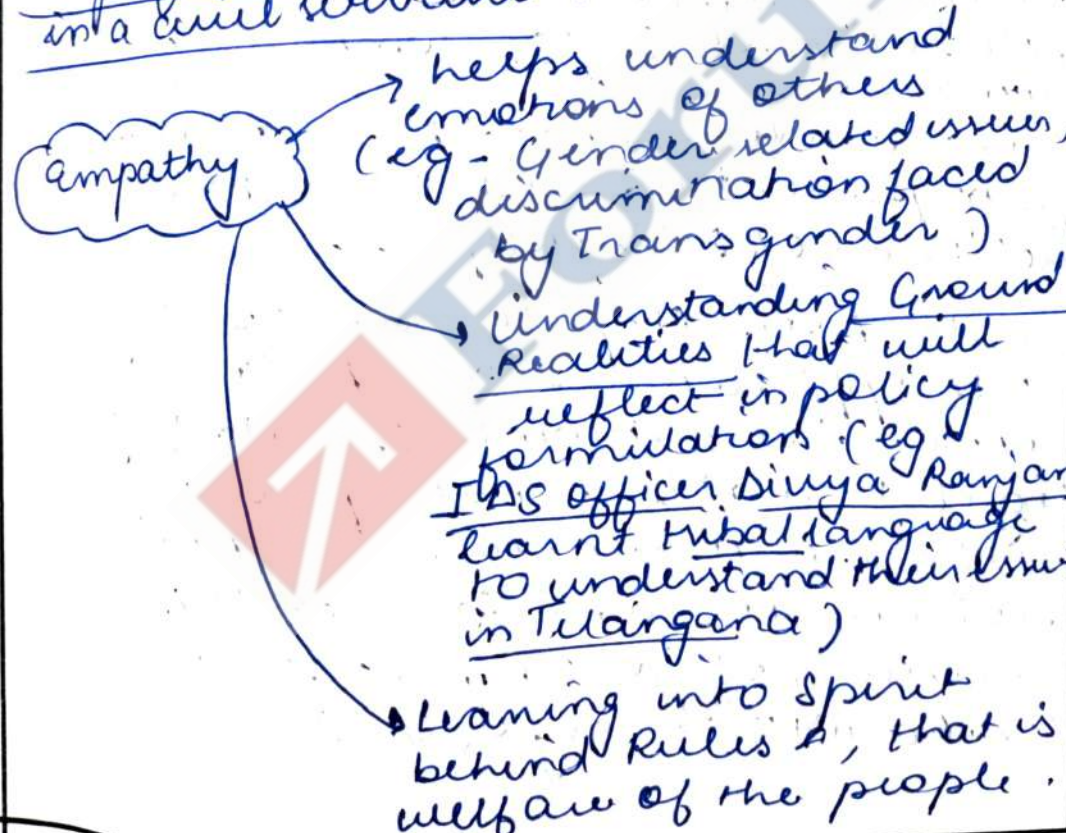 in a civil servant
Empathy
helps understand
emotions of others
(eg - Gender related issues,
discrimination faced
by Transgender)
Understanding Ground
Realities that will
reflect in policy
formulation (eg
IAS officer Divya Ranjan
learnt tribal language
to understand their issue
in Telangana)
Leaning into Spirit
behind Rules, that is
welfare of the people.
Foru